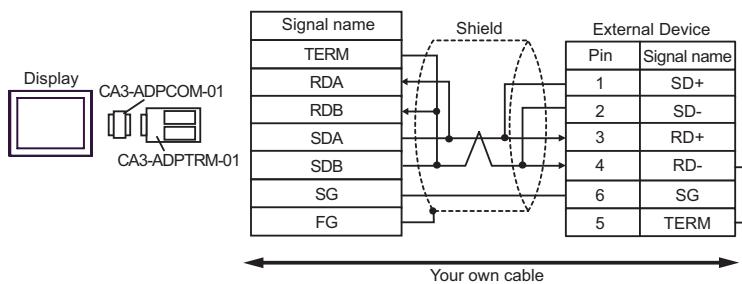 Display
CA3-ADPCOM-01
CA3-ADPTRM-01
Signal name
TERM
RDA
RDB
SDA
SDB
SG
FG
Shield
External Device
Pin Signal name
1 SD+
2 SD-
3 RD+
4 RD-
6 SG
5 TERM
Your own cable